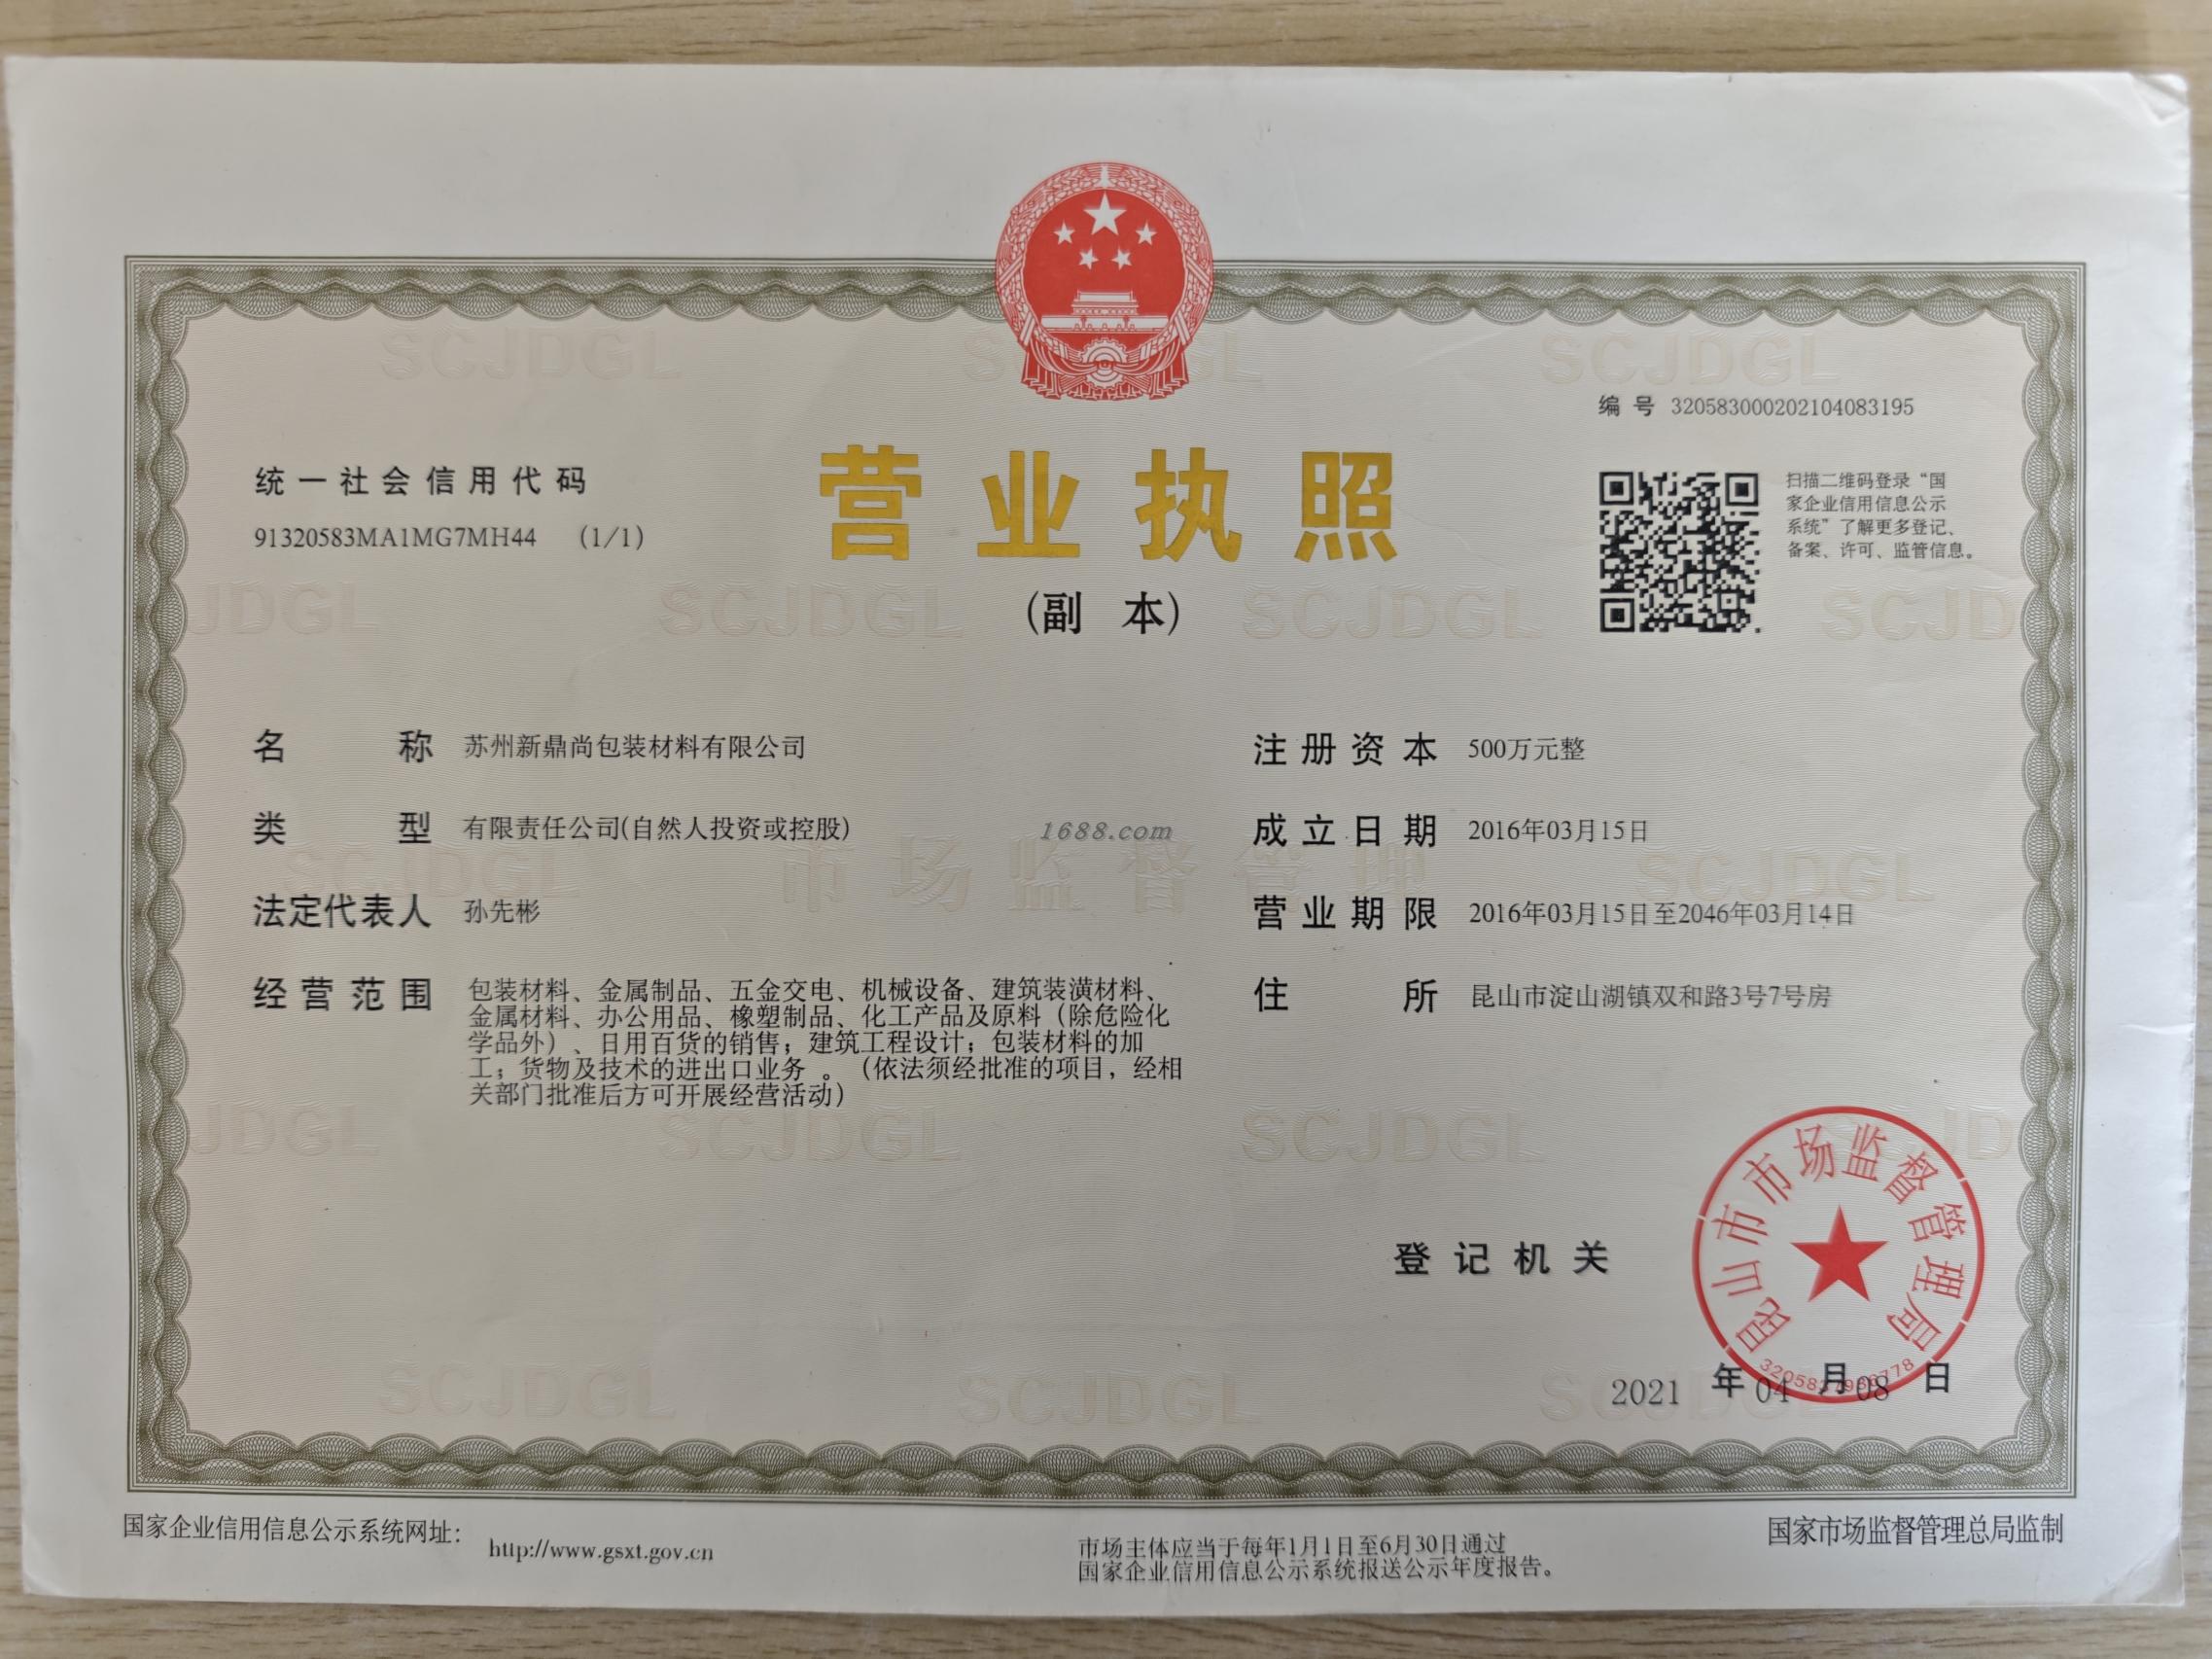 编 号 320583000202104083195
统一社会信用代码
91320583MA1MG7MH44 (1/1)
营业执照
(副 本)
扫描二维码登录“国
家企业信用信息公示
系统”了解更多登记、
备案、许可、监管信息。
名 称 苏州新鼎尚包装材料有限公司
类 型 有限责任公司(自然人投资或控股)
法定代表人 孙先彬
经营范围 包装材料、金属制品、五金交电、机械设备、建筑装潢材料、
金属材料、办公用品、橡塑制品、化工产品及原料（除危险化
学品外）、日用百货的销售；建筑工程设计；包装材料的加
工；货物及技术的进出口业务 。（依法须经批准的项目，经相
关部门批准后方可开展经营活动）
1688.com
注册资本 500万元整
成立日期 2016年03月15日
营业期限 2016年03月15日至2046年03月14日
住 所 昆山市淀山湖镇双和路3号7号房
市场监督管理
SCJDGL
登记机关
昆山市市场监督管理局
2021 年 04 月 08 日
国家企业信用信息公示系统网址：
http://www.gsxt.gov.cn
市场主体应当于每年1月1日至6月30日通过
国家企业信用信息公示系统报送公示年度报告。
国家市场监督管理总局监制